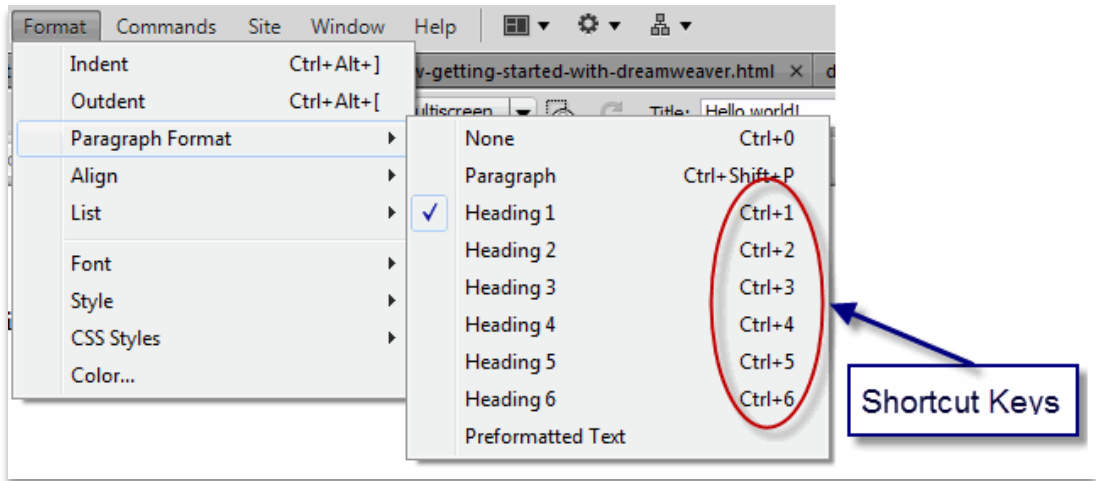 Format Commands Site Window Help
Indent Ctrl+Alt+]
Outdent Ctrl+Alt+[
-getting-started-with-dreamweaver.html × d
ultiscreen Title: Hello world!
Paragraph Format
Align
List
Font
Style
CSS Styles
Color...
None Ctrl+0
Paragraph Ctrl+Shift+P
Heading 1 Ctrl+1
Heading 2 Ctrl+2
Heading 3 Ctrl+3
Heading 4 Ctrl+4
Heading 5 Ctrl+5
Heading 6 Ctrl+6
Preformatted Text
Shortcut Keys